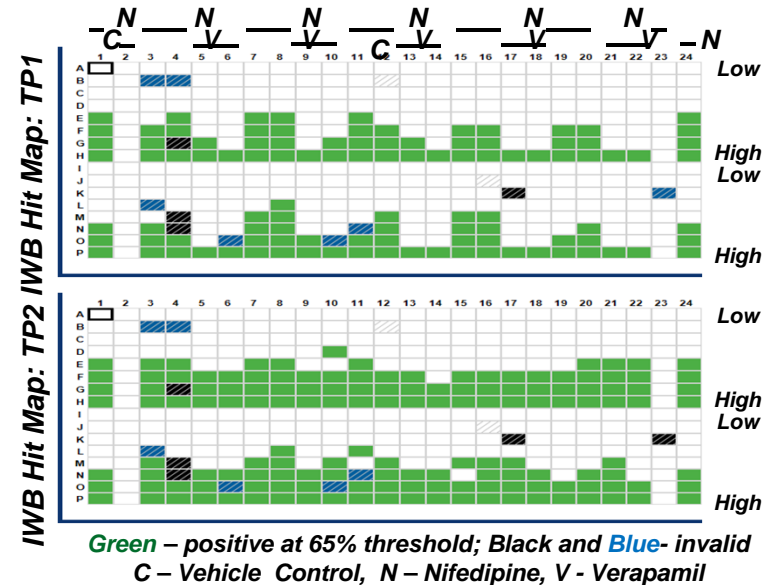 N N N N N
C V V C V V V N
1 2 3 4 5 6 7 8 9 10 11 12 13 14 15 16 17 18 19 20 21 22 23 24
A Low
B
C
D
E
F
G
H High
I Low
J
K
L
M
N
O
P High
IWB Hit Map: TP1
1 2 3 4 5 6 7 8 9 10 11 12 13 14 15 16 17 18 19 20 21 22 23 24
A Low
B
C
D
E
F
G
H High
I Low
J
K
L
M
N
O
P High
IWB Hit Map: TP2
Green – positive at 65% threshold; Black and Blue- invalid
C – Vehicle Control, N – Nifedipine, V - Verapamil